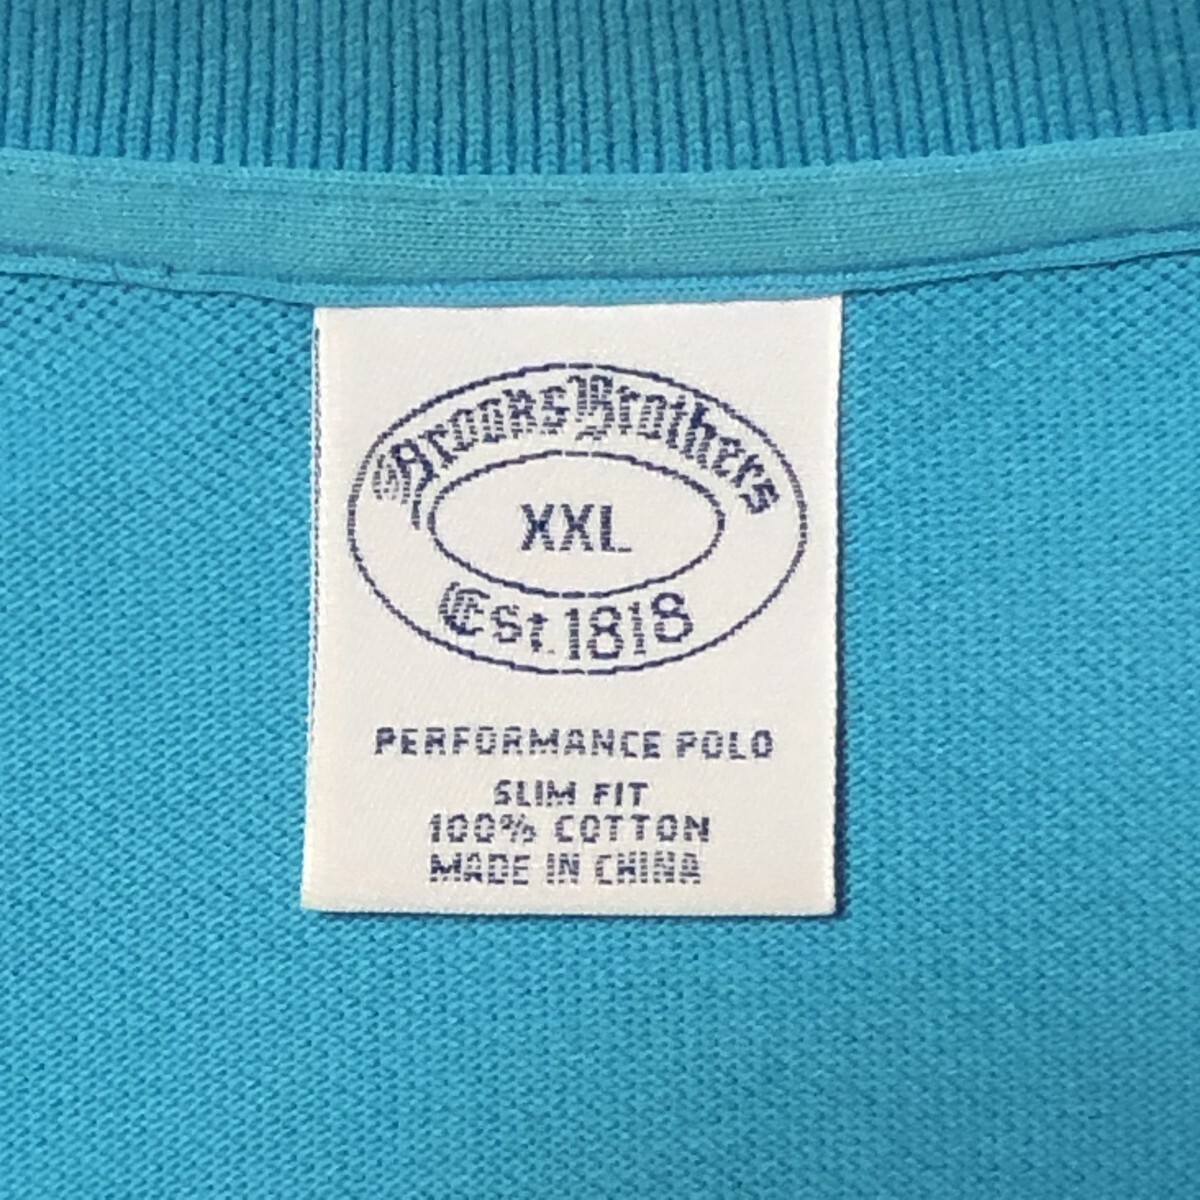 Brooks Brothers
XXL
Est. 1818
PERFORMANCE POLO
SLIM FIT
100% COTTON
MADE IN CHINA